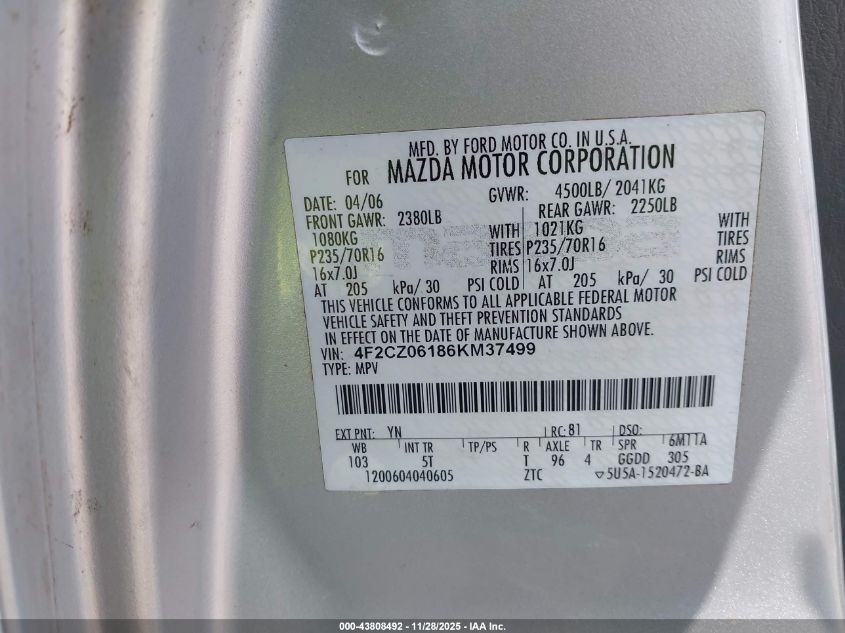 MFD. BY FORD MOTOR CO. IN U.S.A.
FOR MAZDA MOTOR CORPORATION
DATE: 04/06 GVWR: 4500LB/ 2041KG
FRONT GAWR: 2380LB REAR GAWR: 2250LB
1080KG WITH 1021KG WITH
P235/70R16 TIRES P235/70R16 TIRES
16x7.0J RIMS 16x7.0J RIMS
AT 205 kPa/ 30 PSI COLD AT 205 kPa/ 30 PSI COLD
THIS VEHICLE CONFORMS TO ALL APPLICABLE FEDERAL MOTOR
VEHICLE SAFETY AND THEFT PREVENTION STANDARDS
IN EFFECT ON THE DATE OF MANUFACTURE SHOWN ABOVE.
VIN: 4F2CZ06186KM37499
TYPE: MPV
EXT PNT: YN RC: 81 DSO:
WB INT TR TP/PS R AXLE TR SPR 6M11A
103 5T T 96 4 GGDD 305
1200604040605 ZTC 5U5A-1520472-BA
000-43808492 - 11/28/2025 - IAA Inc.